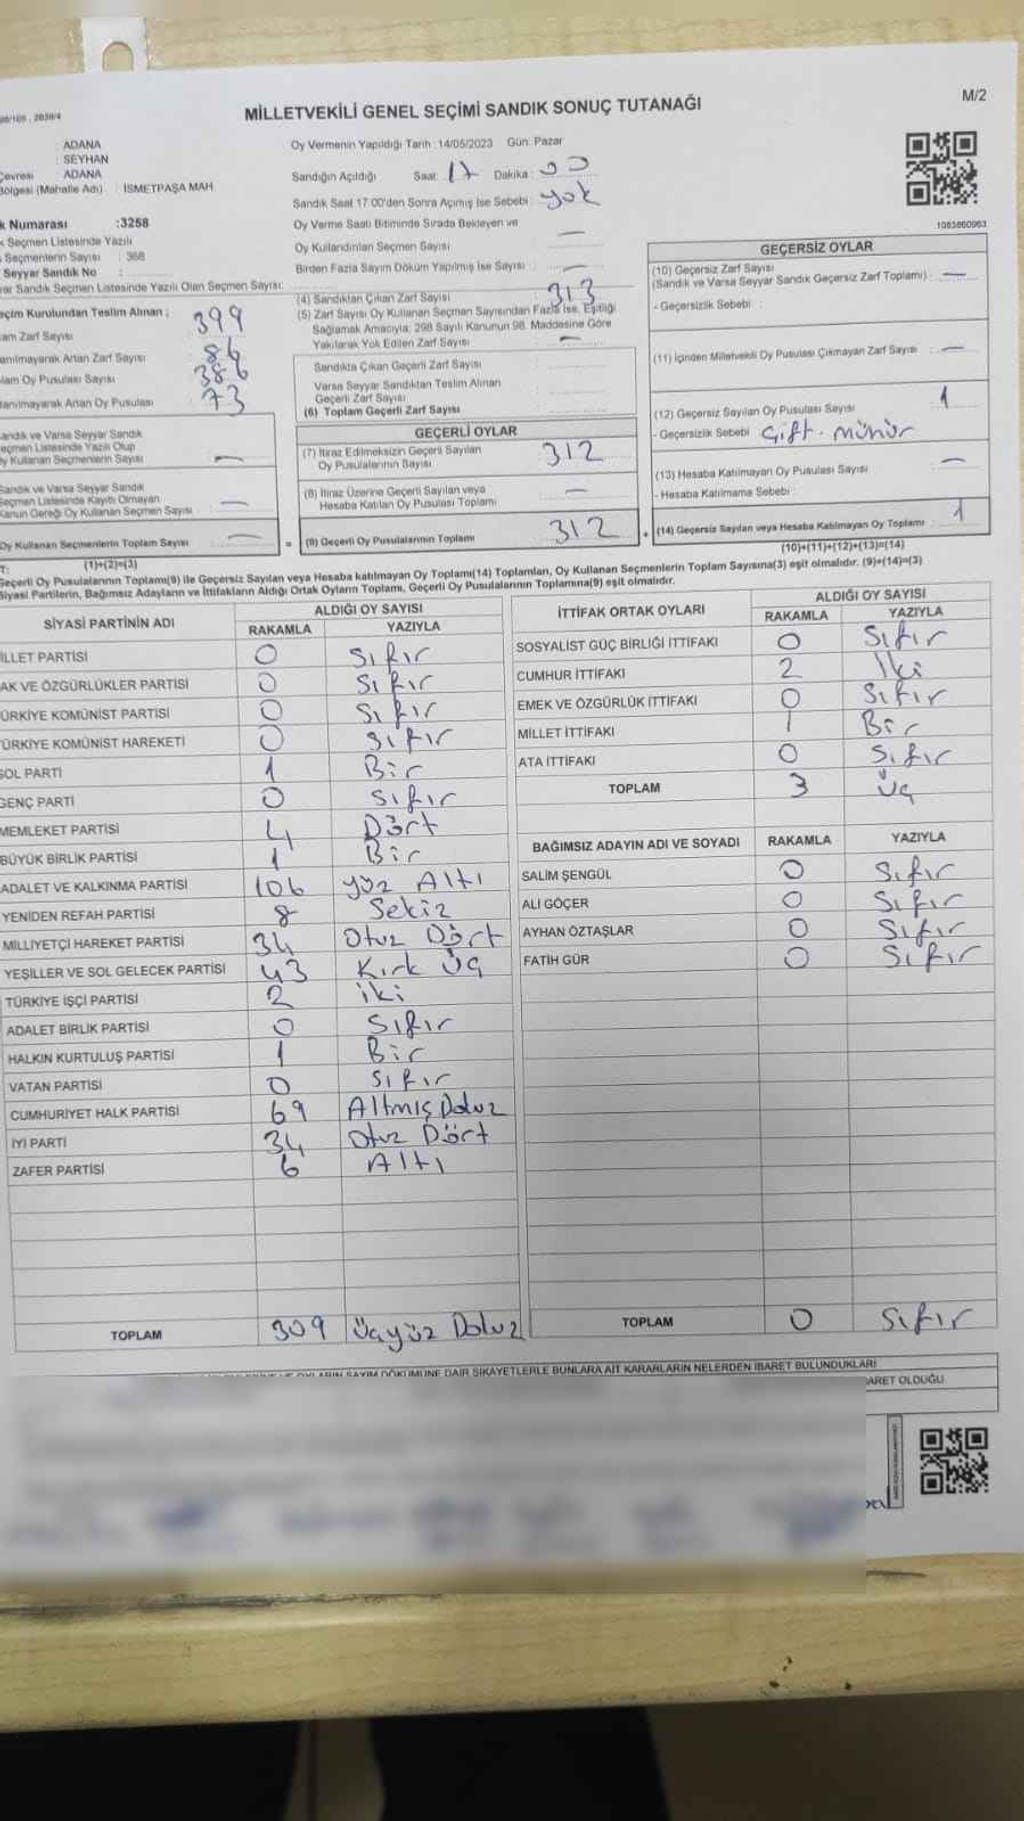 MİLLETVEKİLİ GENEL SEÇİMİ SANDIK SONUÇ TUTANAĞI
M/2
ADANA
SEYHAN
ADANA
İSMETPAŞA MAH
Oy Vermenin Yapıldığı Tarih : 14/05/2023 Gün: Pazar
Sandığın Açıldığı Saat 17 Dakika : 00
Sandık Saat 17:00'den Sonra Açmış İse Sebebi yok
Oy Verme Saati Bitiminde Sırada Bekleyen ve
Oy Kullandırılan Seçmen Sayısı —
Birden Fazla Sayım Döküm Yapılmış İse Sayısı : —
1083860963
Numarası :3258
Seçmen Listesinde Yazılı
Seçmenlerin Sayısı : 368
Seyyar Sandık No :
Sandık Seçmen Listesinde Yazılı Olan Seçmen Sayısı:
Kurulundan Teslim Alınan ;
Zarf Sayısı 399
Artan Zarf Sayısı 86
Oy Pusulası Sayısı 386
Artan Oy Pusulası 73
Sandık ve Varsa Seyyar Sandık
Seçmen Listesinde Yazılı Olup
Oy Kullanan Seçmenlerin Sayısı —
Sandık ve Varsa Seyyar Sandık
Seçmen Listesinde Kayıtlı Olmayan
Kanun Gereği Oy Kullanan Seçmen Sayısı —
Oy Kullanan Seçmenlerin Toplam Sayısı —
(1)+(2)=(3)
(4) Sandıktan Çıkan Zarf Sayısı 313
(5) Zarf Sayısı Oy Kullanan Seçmen Sayısından Fazla İse, Eşitliği
Sağlamak Amacıyla; 298 Sayılı Kanunun 98. Maddesine Göre
Yakılarak Yok Edilen Zarf Sayısı —
Sandıkta Çıkan Geçerli Zarf Sayısı
Varsa Seyyar Sandıktan Teslim Alınan
Geçerli Zarf Sayısı
(6) Toplam Geçerli Zarf Sayısı
GEÇERLİ OYLAR
(7) İtiraz Edilmeksizin Geçerli Sayılan
Oy Pusulalarının Sayısı 312
(8) İtiraz Üzerine Geçerli Sayılan veya
Hesaba Katılan Oy Pusulası Toplamı —
= (9) Geçerli Oy Pusulalarının Toplamı 312 +
GEÇERSİZ OYLAR
(10) Geçersiz Zarf Sayısı
(Sandık ve Varsa Seyyar Sandık Geçersiz Zarf Toplamı) : —
- Geçersizlik Sebebi :
(11) İçinden Milletvekili Oy Pusulası Çıkmayan Zarf Sayısı : —
(12) Geçersiz Sayılan Oy Pusulası Sayısı 1
- Geçersizlik Sebebi Çift . mühür
(13) Hesaba Katılmayan Oy Pusulası Sayısı —
- Hesaba Katılmama Sebebi :
(14) Geçersiz Sayılan veya Hesaba Katılmayan Oy Toplamı 1
(10)+(11)+(12)+(13)=(14)
Geçerli Oy Pusulalarının Toplamı(9) ile Geçersiz Sayılan veya Hesaba katılmayan Oy Toplamı(14) Toplamları, Oy Kullanan Seçmenlerin Toplam Sayısına(3) eşit olmalıdır. (9)+(14)=(3)
Siyasi Partilerin, Bağımsız Adayların ve İttifakların Aldığı Ortak Oyların Toplamı, Geçerli Oy Pusulalarının Toplamına(9) eşit olmalıdır.
SİYASİ PARTİNİN ADI ALDIĞI OY SAYISI
RAKAMLA YAZIYLA
İLLET PARTİSİ 0 Sıfır
AK VE ÖZGÜRLÜKLER PARTİSİ 0 Sıfır
ÜRKİYE KOMÜNİST PARTİSİ 0 Sıfır
ÜRKİYE KOMÜNİST HAREKETİ 0 Sıfır
SOL PARTİ 1 Bir
GENÇ PARTİ 0 Sıfır
MEMLEKET PARTİSİ 4 Dört
BÜYÜK BİRLİK PARTİSİ 1 Bir
ADALET VE KALKINMA PARTİSİ 106 yüz Altı
YENİDEN REFAH PARTİSİ 8 Sekiz
MİLLİYETÇİ HAREKET PARTİSİ 34 Otuz Dört
YEŞİLLER VE SOL GELECEK PARTİSİ 43 Kırk Üç
TÜRKİYE İŞÇİ PARTİSİ 2 iki
ADALET BİRLİK PARTİSİ 0 Sıfır
HALKIN KURTULUŞ PARTİSİ 1 Bir
VATAN PARTİSİ 0 Sıfır
CUMHURİYET HALK PARTİSİ 69 Altmış Dokuz
İYİ PARTİ 34 Otuz Dört
ZAFER PARTİSİ 6 Altı
TOPLAM 309 Üçyüz Dokuz
İTTİFAK ORTAK OYLARI ALDIĞI OY SAYISI
RAKAMLA YAZIYLA
SOSYALİST GÜÇ BİRLİĞİ İTTİFAKI 0 Sıfır
CUMHUR İTTİFAKI 2 İki
EMEK VE ÖZGÜRLÜK İTTİFAKI 0 Sıfır
MİLLET İTTİFAKI 1 Bir
ATA İTTİFAKI 0 Sıfır
TOPLAM 3 Üç
BAĞIMSIZ ADAYIN ADI VE SOYADI RAKAMLA YAZIYLA
SALİM ŞENGÜL 0 Sıfır
ALİ GÖÇER 0 Sıfır
AYHAN ÖZTAŞLAR 0 Sıfır
FATİH GÜR 0 Sıfır
TOPLAM 0 Sıfır
SAYIM DÖKÜMÜNE DAİR ŞİKAYETLERLE BUNLARA AİT KARARLARIN NELERDEN İBARET BULUNDUKLARI
OLDUĞU